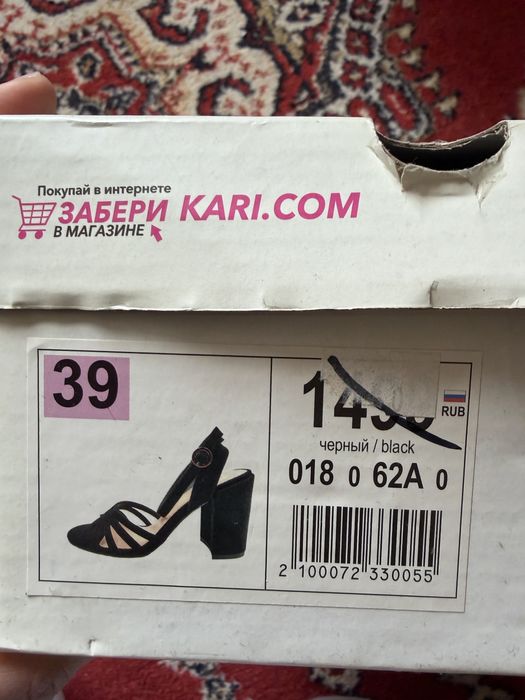 Покупай в интернете
ЗАБЕРИ KARI.COM
В МАГАЗИНЕ
39
RUB
черный / black
018 0 62A 0
2 100072 330055